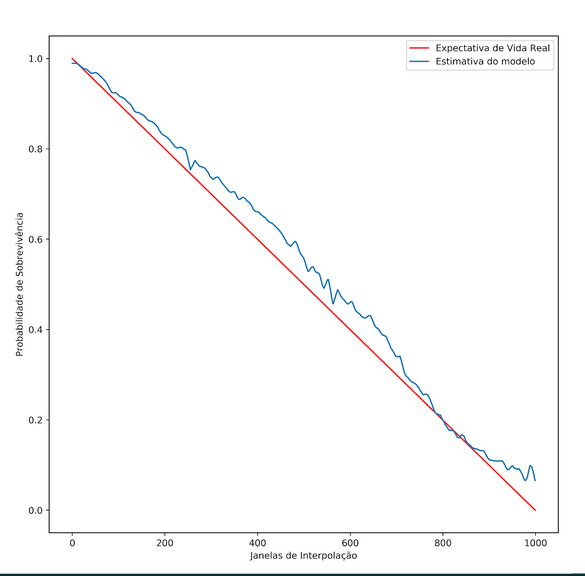 Expectativa de Vida Real
Estimativa do modelo
Probabilidade de Sobrevivência
1.0
0.8
0.6
0.4
0.2
0.0
0 200 400 600 800 1000
Janelas de Interpolação